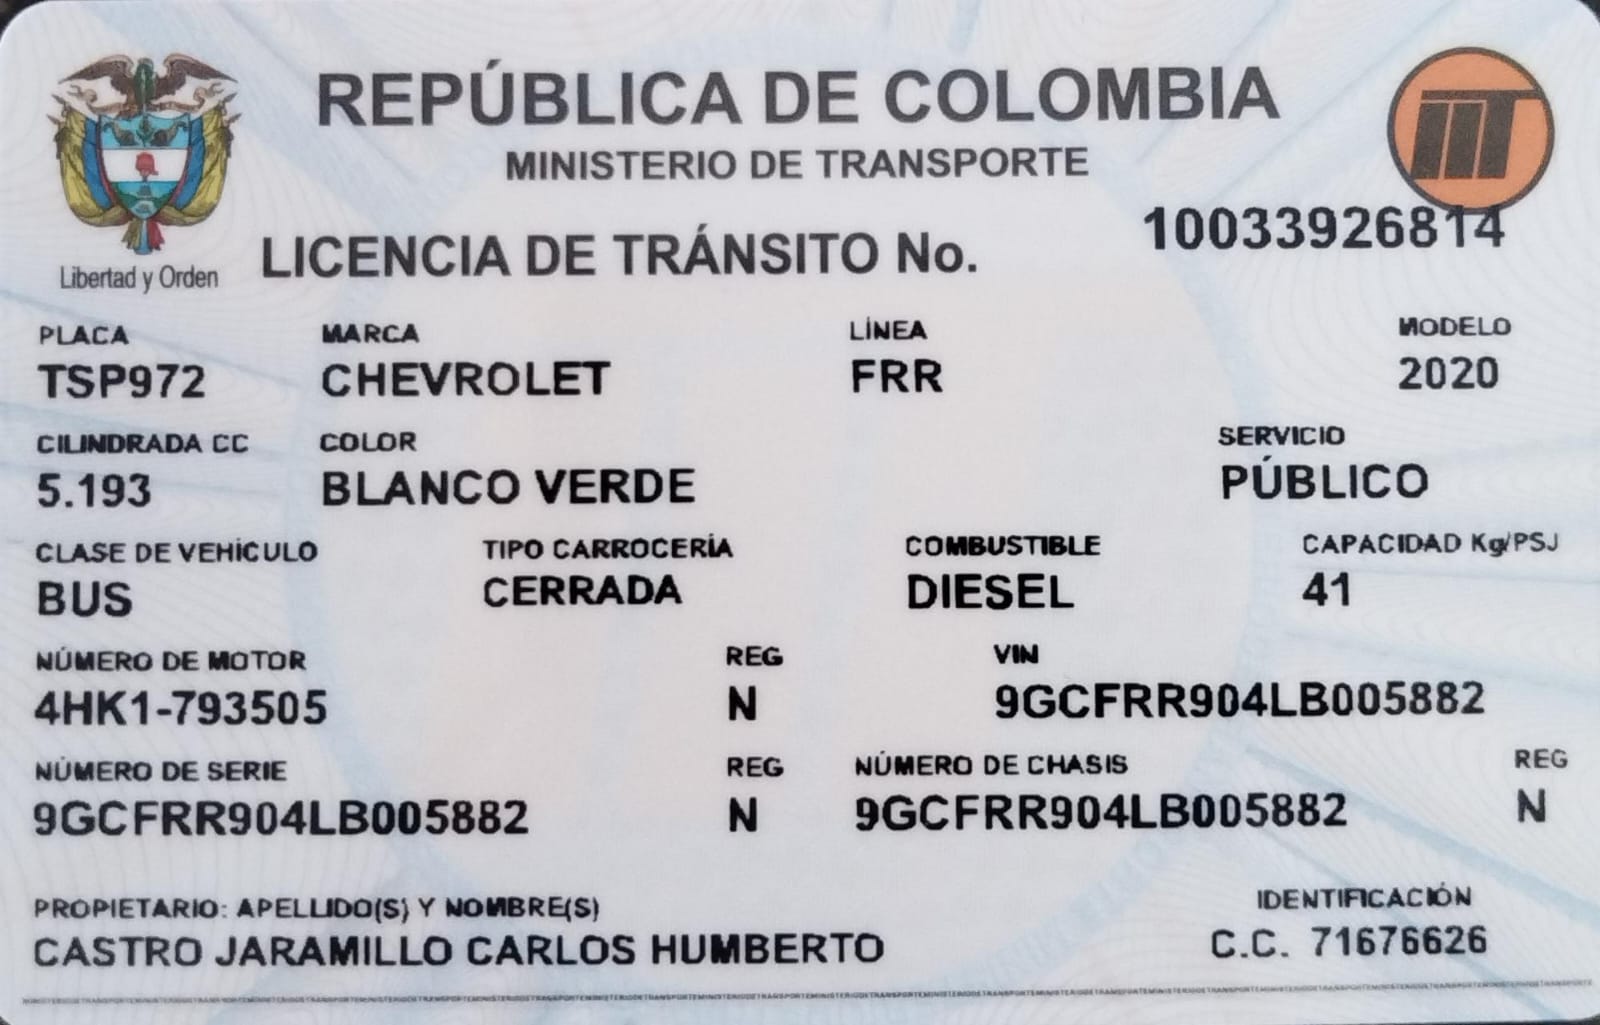 REPÚBLICA DE COLOMBIA
MINISTERIO DE TRANSPORTE
Libertad y Orden
LICENCIA DE TRÁNSITO No. 10033926814
PLACA MARCA LÍNEA MODELO
TSP972 CHEVROLET FRR 2020
CILINDRADA CC COLOR SERVICIO
5.193 BLANCO VERDE PÚBLICO
CLASE DE VEHÍCULO TIPO CARROCERÍA COMBUSTIBLE CAPACIDAD Kg/PSJ
BUS CERRADA DIESEL 41
NÚMERO DE MOTOR REG VIN
4HK1-793505 N 9GCFRR904LB005882
NÚMERO DE SERIE REG NÚMERO DE CHASIS REG
9GCFRR904LB005882 N 9GCFRR904LB005882 N
PROPIETARIO: APELLIDO(S) Y NOMBRE(S) IDENTIFICACIÓN
CASTRO JARAMILLO CARLOS HUMBERTO C.C. 71676626